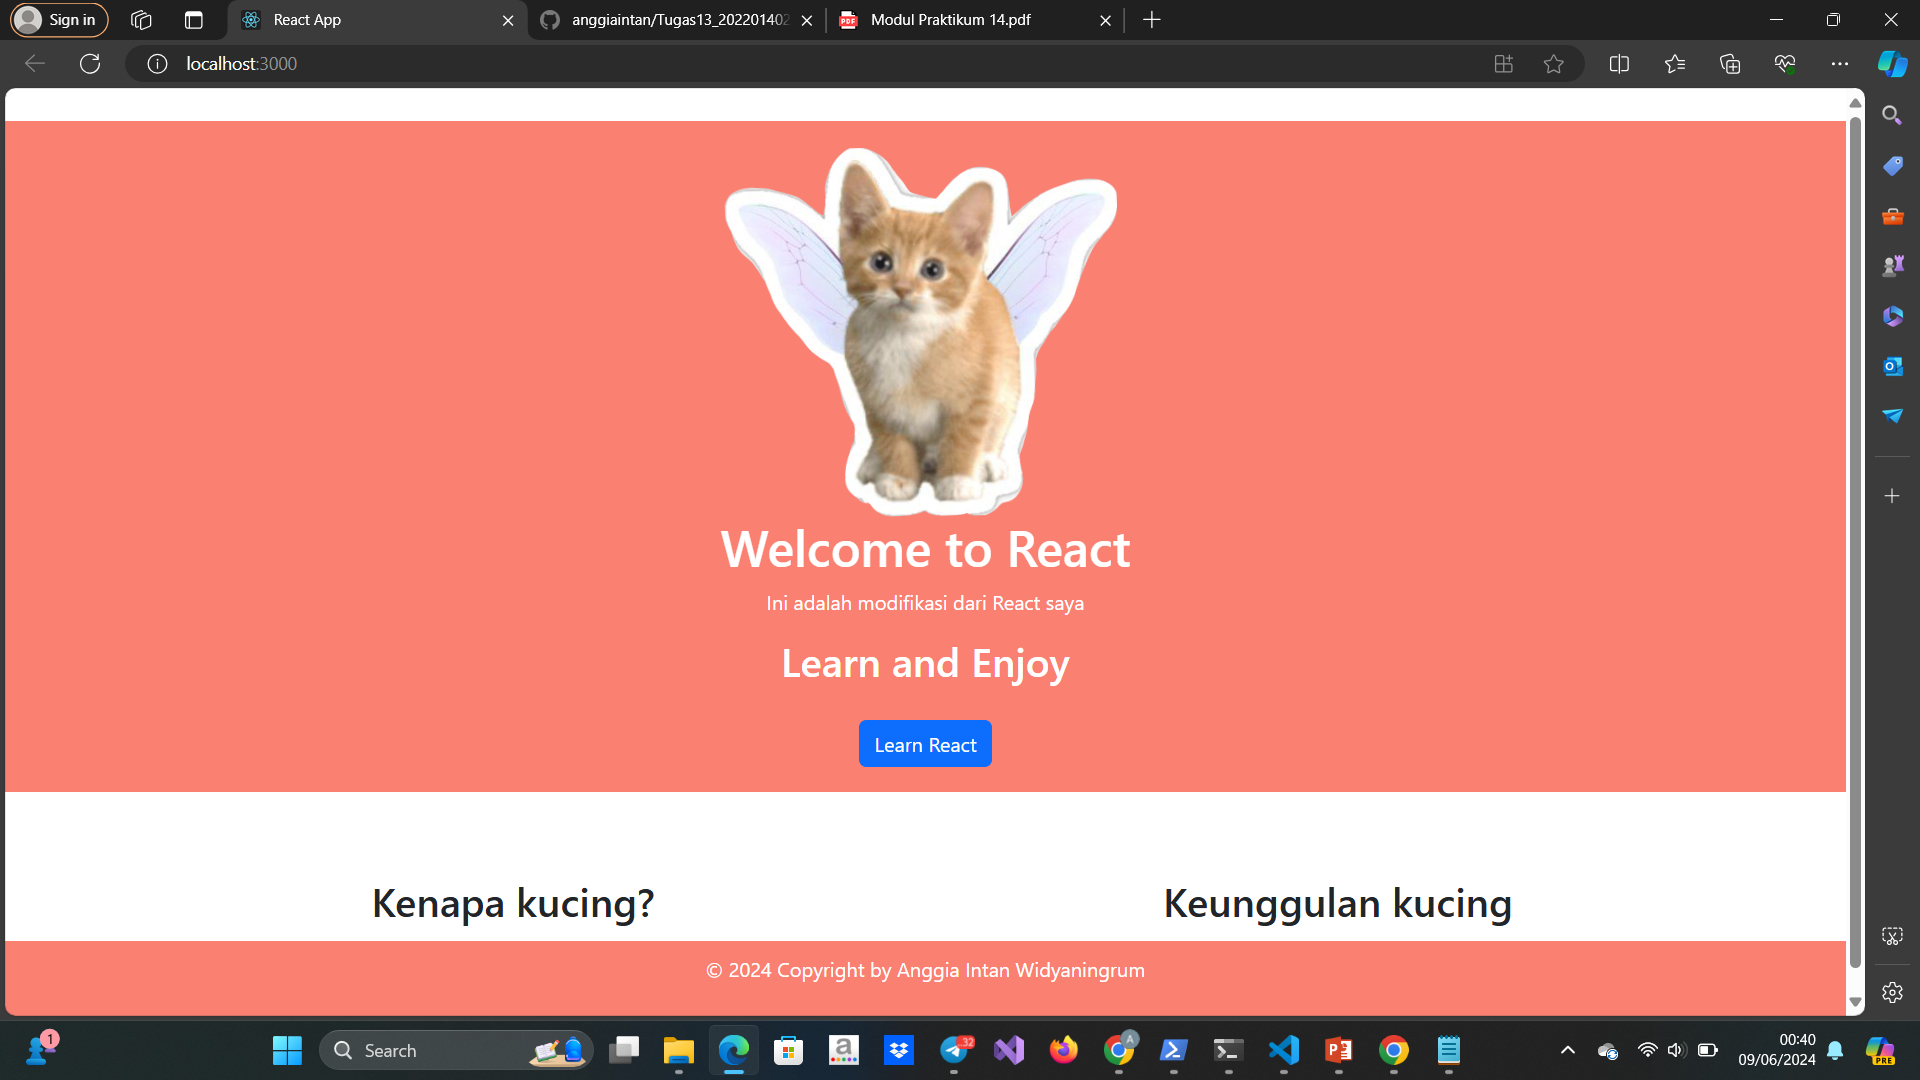 Sign in
React App
anggiaintan/Tugas13_202201402
Modul Praktikum 14.pdf
localhost:3000
Welcome to React
Ini adalah modifikasi dari React saya
Learn and Enjoy
Learn React
Kenapa kucing?
Keunggulan kucing
© 2024 Copyright by Anggia Intan Widyaningrum
1
Search
32
A
00:40
09/06/2024
PRE